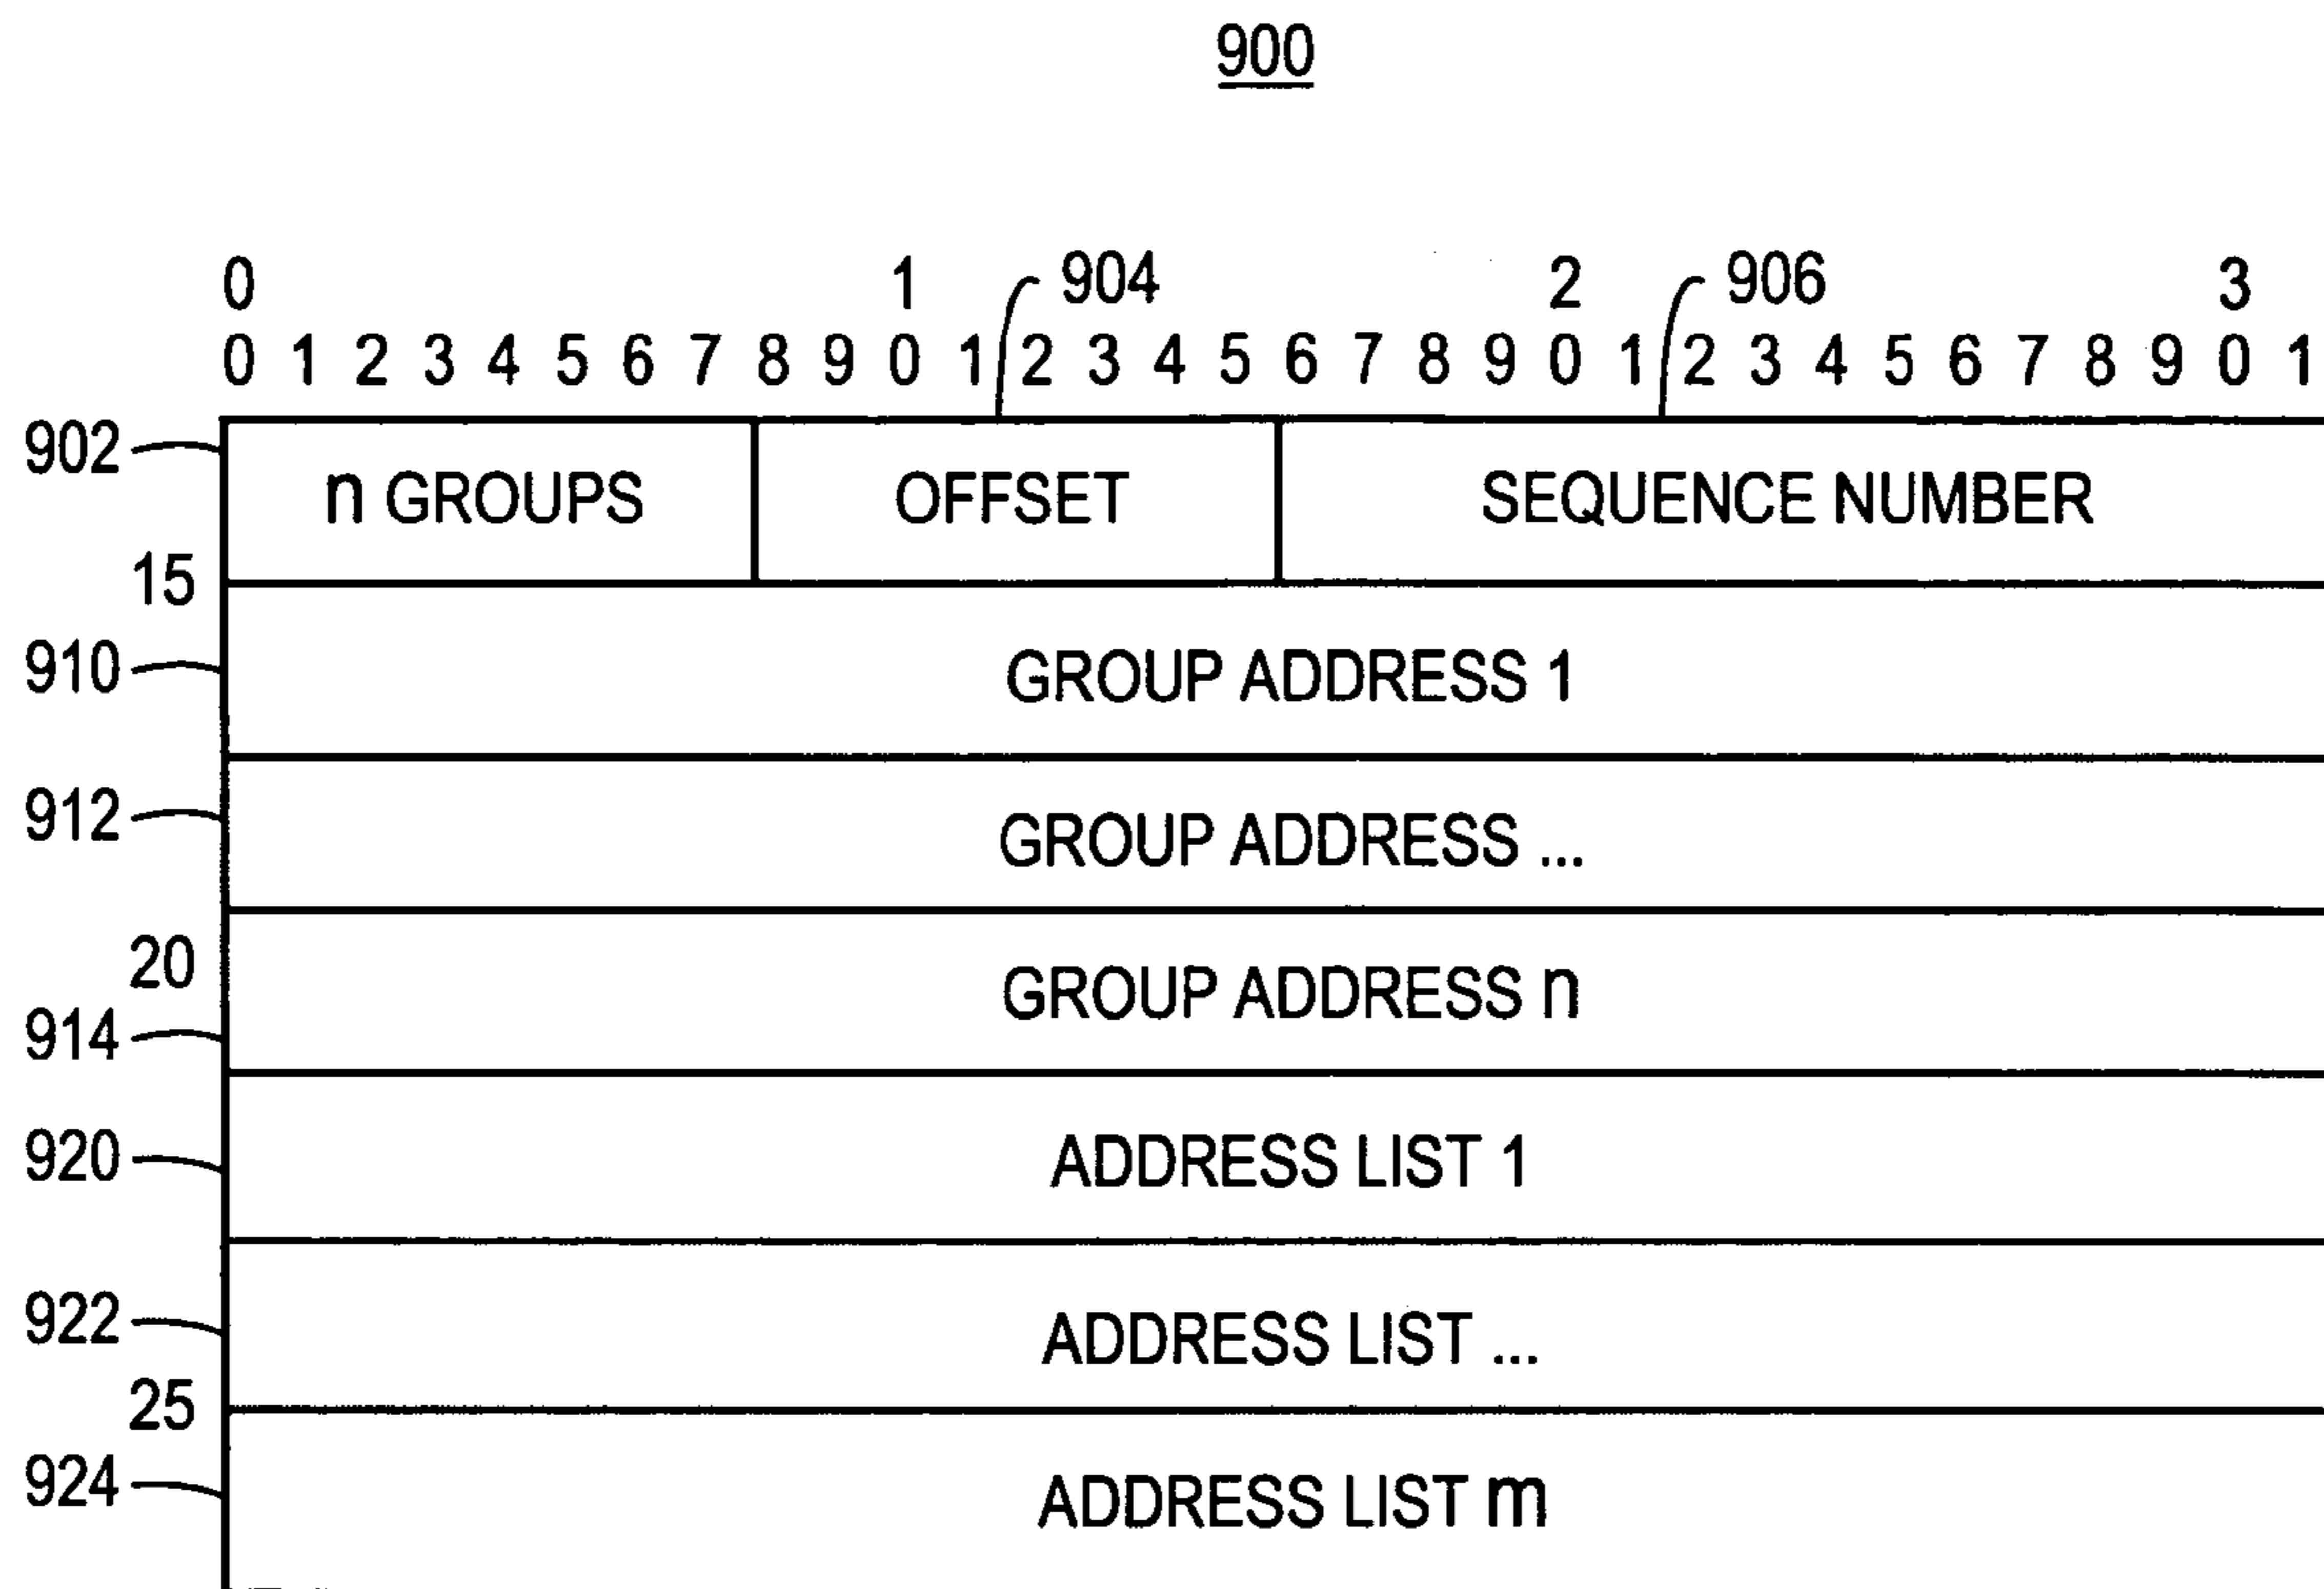 900
0 1 904 2 906 3
0 1 2 3 4 5 6 7 8 9 0 1 2 3 4 5 6 7 8 9 0 1 2 3 4 5 6 7 8 9 0 1
902 n GROUPS OFFSET SEQUENCE NUMBER
15
910 GROUP ADDRESS 1
912 GROUP ADDRESS ...
20
GROUP ADDRESS n
914
920 ADDRESS LIST 1
922 ADDRESS LIST ...
25
924 ADDRESS LIST m